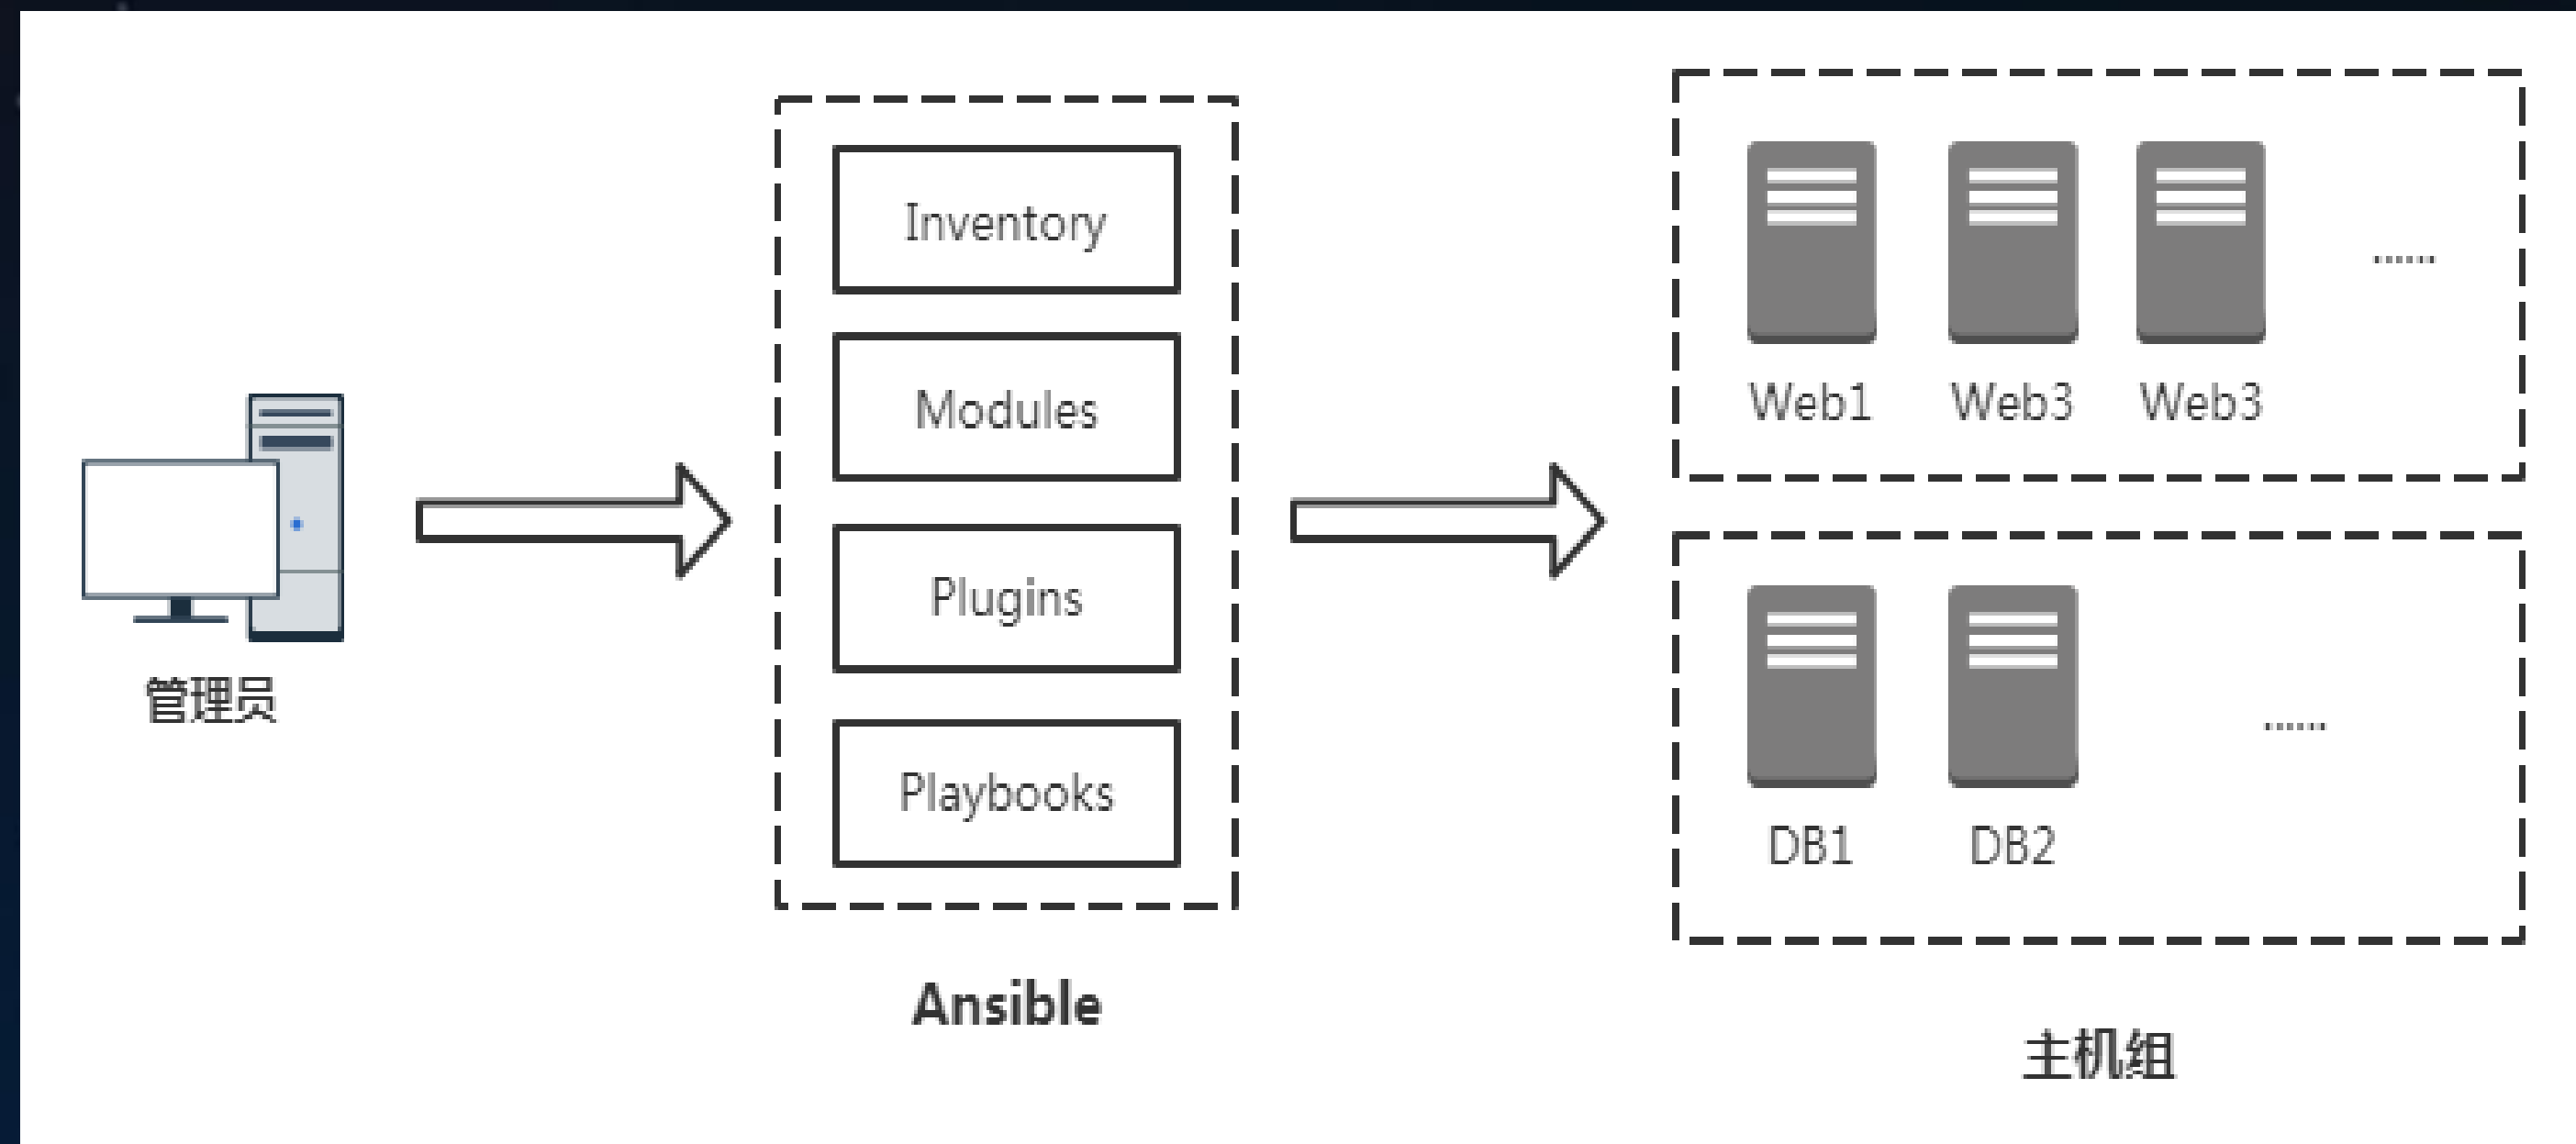 管理员
Inventory
Modules
Plugins
Playbooks
Ansible
Web1 Web3 Web3
......
DB1 DB2
......
主机组